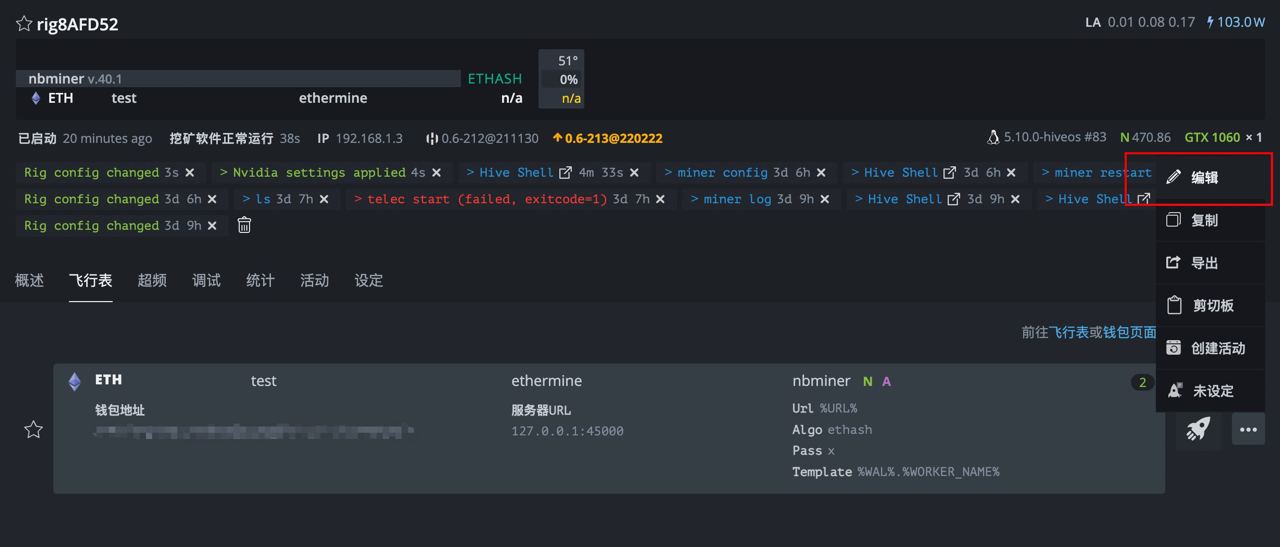 rig8AFD52
LA 0.01 0.08 0.17 103.0 W
51°
nbminer v.40.1 ETHASH 0%
ETH test ethermine n/a n/a
已启动 20 minutes ago 挖矿软件正常运行 38s IP 192.168.1.3 0.6-212@211130 0.6-213@220222 5.10.0-hiveos #83 N 470.86 GTX 1060 × 1
Rig config changed 3s × > Nvidia settings applied 4s × > Hive Shell 4m 33s × > miner config 3d 6h × > Hive Shell 3d 6h × > miner restart
Rig config changed 3d 6h × > ls 3d 7h × > telec start (failed, exitcode=1) 3d 7h × > miner log 3d 9h × > Hive Shell 3d 9h × > Hive Shell
Rig config changed 3d 9h ×
编辑
复制
导出
剪切板
创建活动
未设定
概述 飞行表 超频 调试 统计 活动 设定
前往飞行表或钱包页面
ETH test ethermine nbminer N A 2
钱包地址 服务器URL Url %URL%
127.0.0.1:45000 Algo ethash
Pass x
Template %WAL%.%WORKER_NAME%